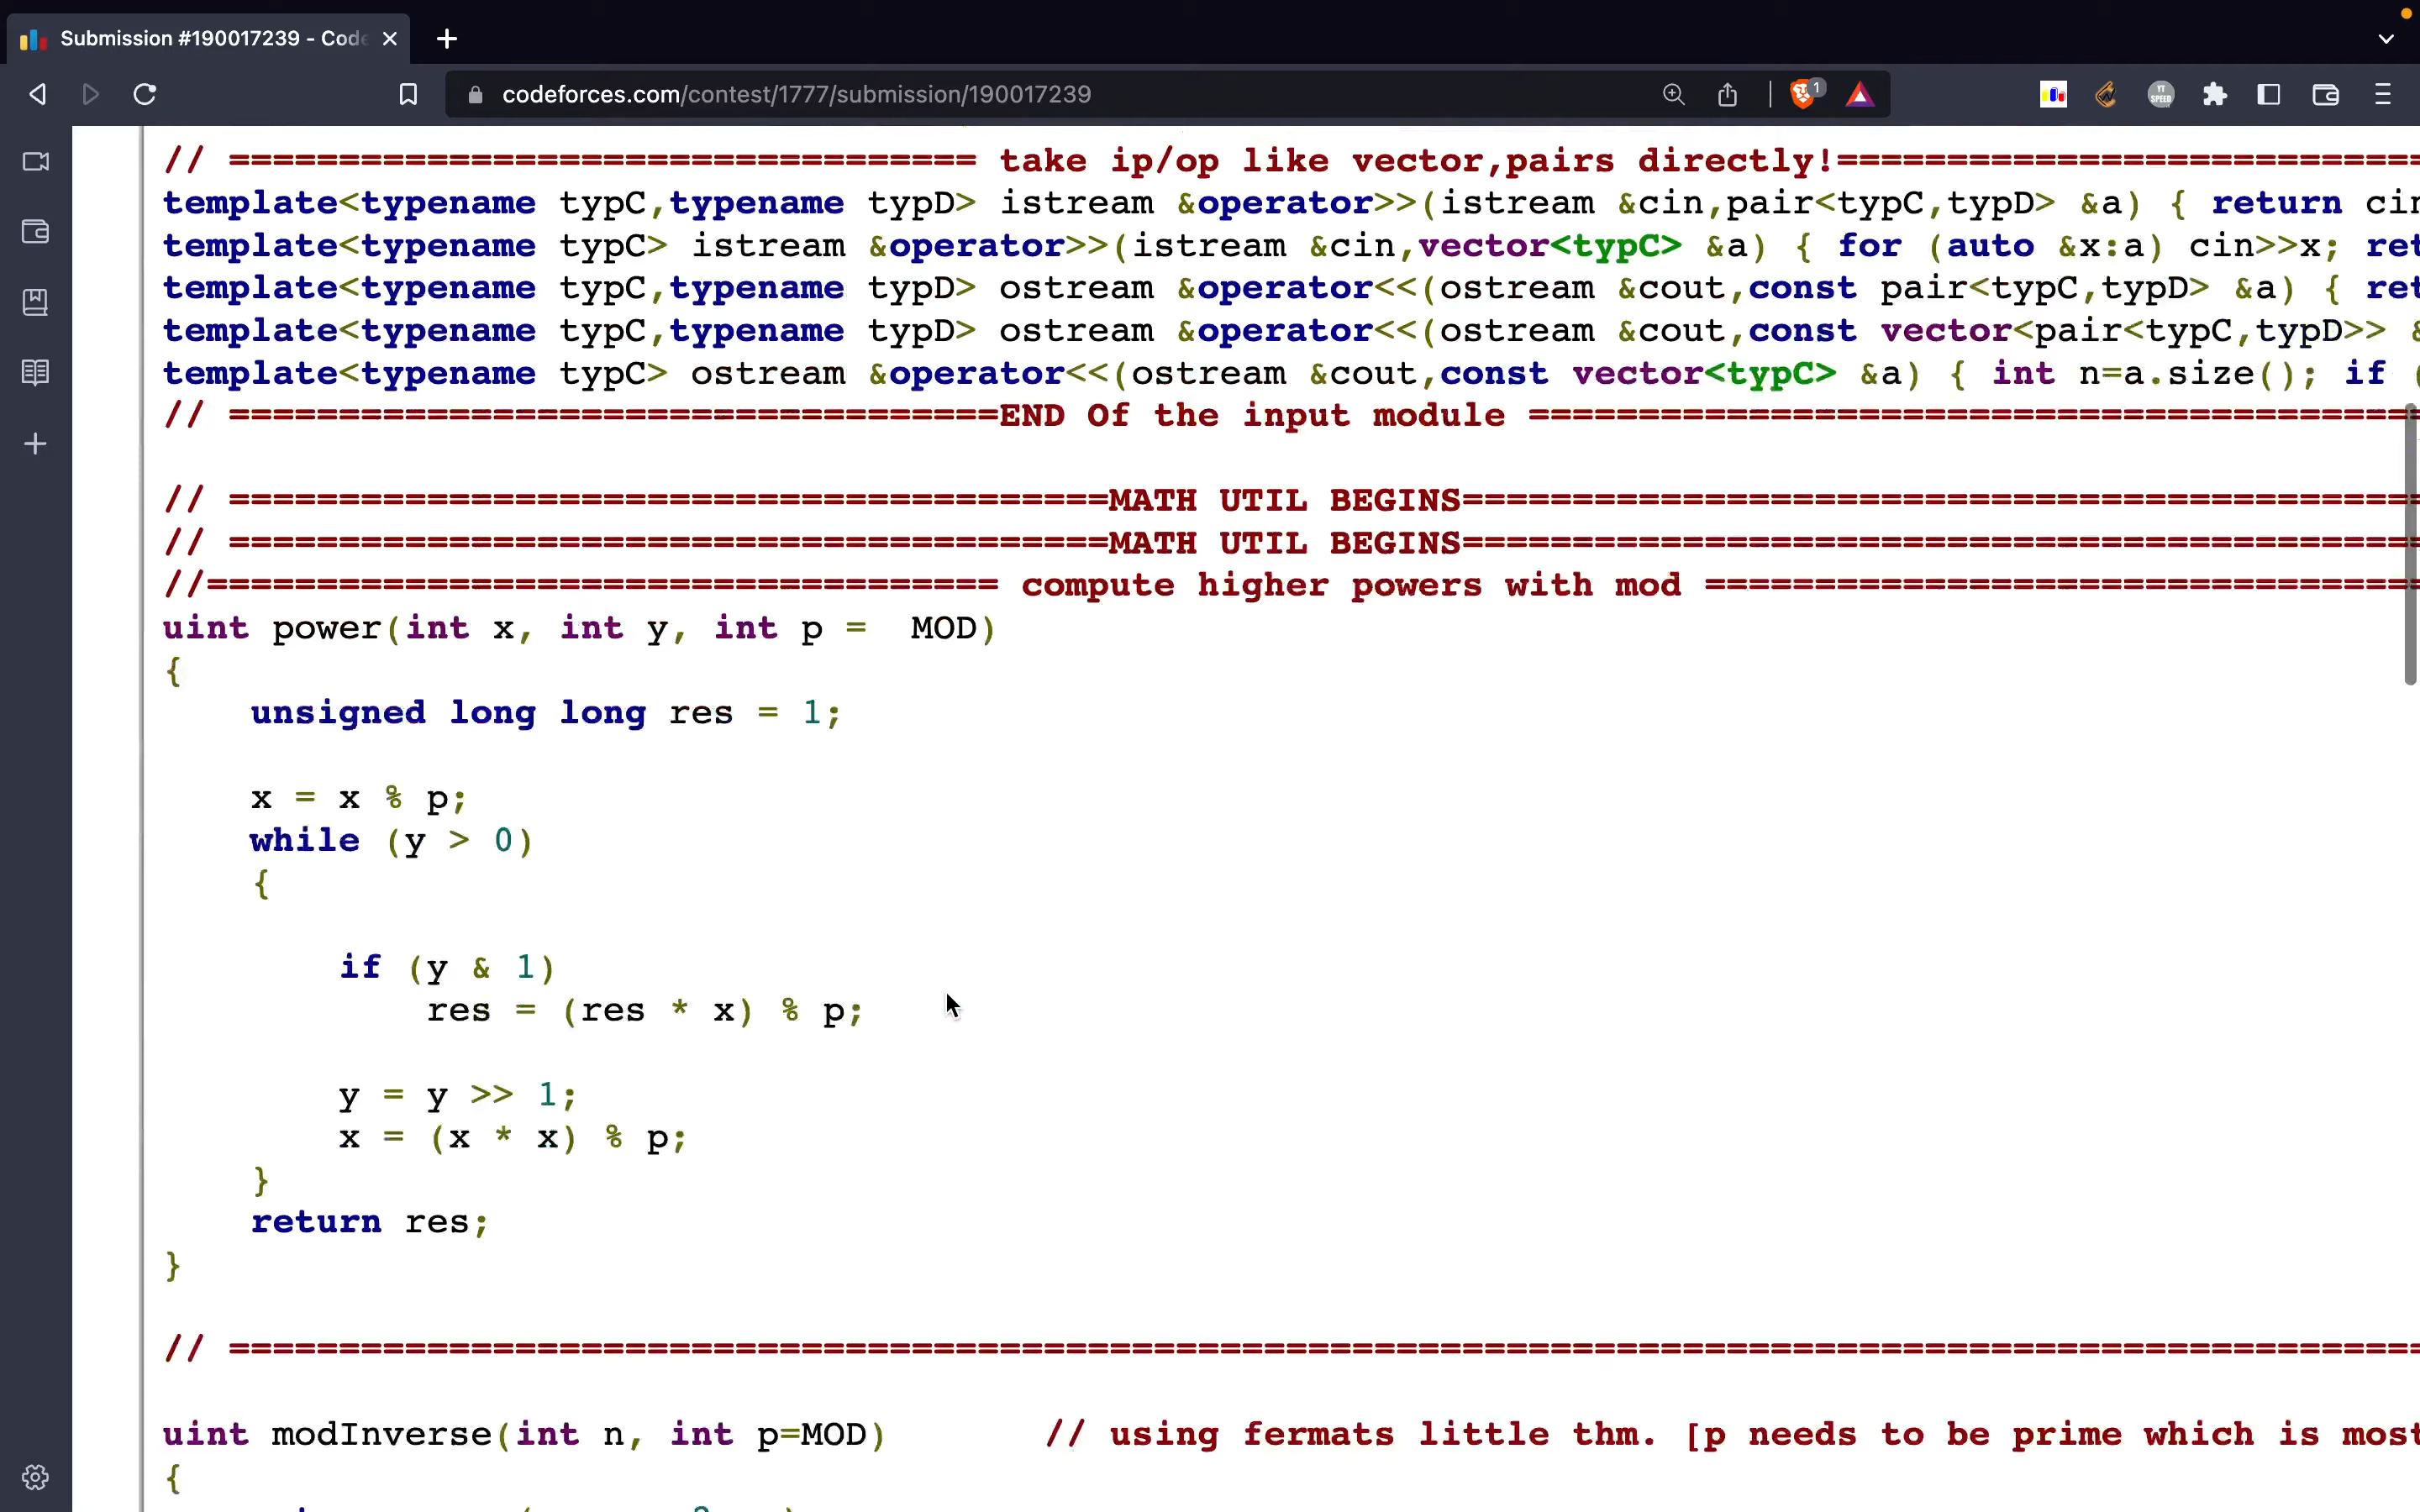 Submission #190017239 - Code
codeforces.com/contest/1777/submission/190017239
1
YT SPEED
// ================================== take ip/op like vector,pairs directly!===========================
template<typename typC,typename typD> istream &operator>>(istream &cin,pair<typC,typD> &a) { return cin
template<typename typC> istream &operator>>(istream &cin,vector<typC> &a) { for (auto &x:a) cin>>x; ret
template<typename typC,typename typD> ostream &operator<<(ostream &cout,const pair<typC,typD> &a) { ret
template<typename typC,typename typD> ostream &operator<<(ostream &cout,const vector<pair<typC,typD>> &
template<typename typC> ostream &operator<<(ostream &cout,const vector<typC> &a) { int n=a.size(); if (
// ===================================END Of the input module =========================================
// ========================================MATH UTIL BEGINS============================================
// ========================================MATH UTIL BEGINS============================================
//==================================== compute higher powers with mod =================================
uint power(int x, int y, int p =  MOD)
{
    unsigned long long res = 1;
    x = x % p;
    while (y > 0)
    {
        if (y & 1)
            res = (res * x) % p;
        y = y >> 1;
        x = (x * x) % p;
    }
    return res;
}
// ====================================================================================================
uint modInverse(int n, int p=MOD)       // using fermats little thm. [p needs to be prime which is most
{